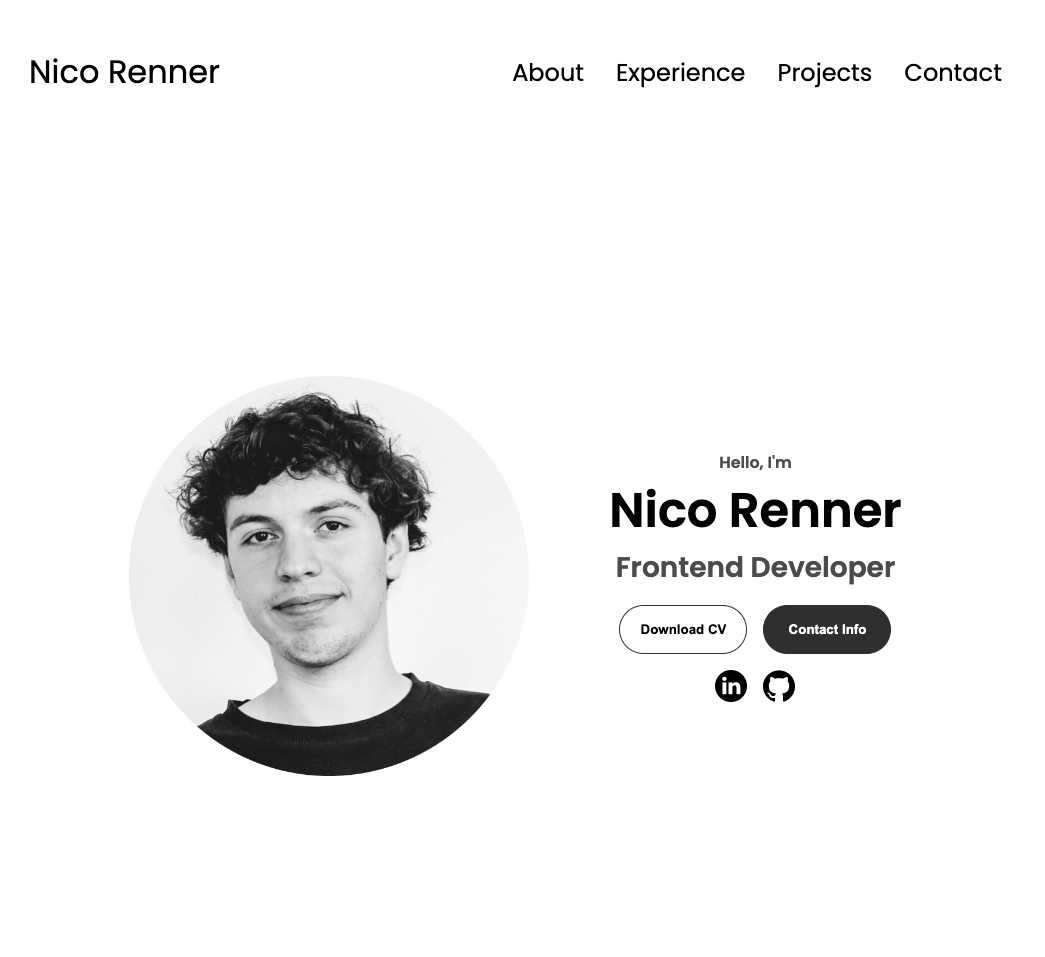 Nico Renner
About Experience Projects Contact
Hello, I'm
Nico Renner
Frontend Developer
Download CV Contact Info
in